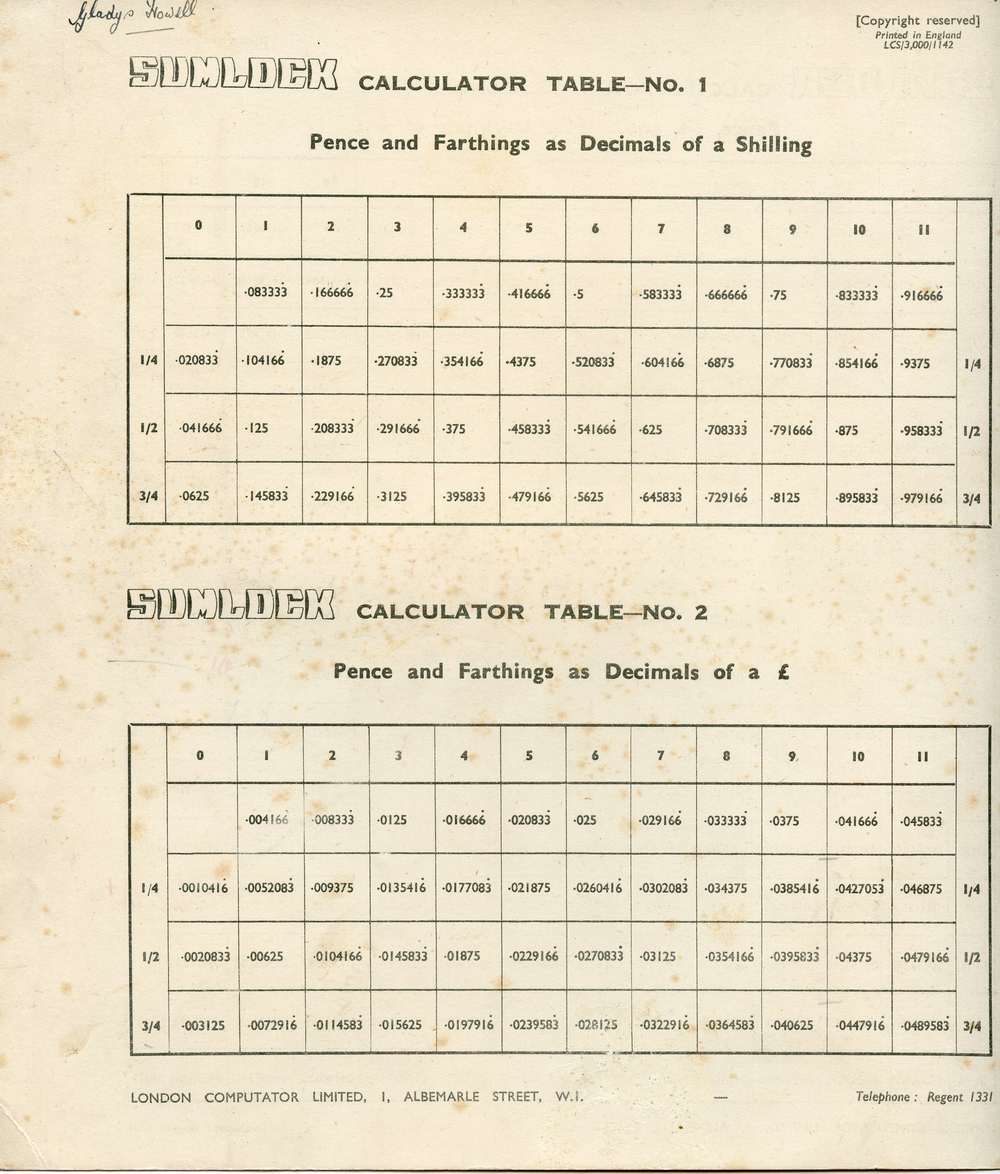 Gladys Howell
[Copyright reserved]
Printed in England
LCS/3,000/1142
SUMLOCK CALCULATOR TABLE—No. 1
Pence and Farthings as Decimals of a Shilling
0 1 2 3 4 5 6 7 8 9 10 11
·083333̇ ·166666̇ ·25 ·333333̇ ·416666̇ ·5 ·583333̇ ·666666̇ ·75 ·833333̇ ·916666̇
1/4 ·020833̇ ·104166̇ ·1875 ·270833̇ ·354166̇ ·4375 ·520833̇ ·604166̇ ·6875 ·770833̇ ·854166̇ ·9375 1/4
1/2 ·041666̇ ·125 ·208333̇ ·291666̇ ·375 ·458333̇ ·541666̇ ·625 ·708333̇ ·791666̇ ·875 ·958333̇ 1/2
3/4 ·0625 ·145833̇ ·229166̇ ·3125 ·395833̇ ·479166̇ ·5625 ·645833̇ ·729166̇ ·8125 ·895833̇ ·979166̇ 3/4
SUMLOCK CALCULATOR TABLE—No. 2
Pence and Farthings as Decimals of a £
0 1 2 3 4 5 6 7 8 9 10 11
·004166̇ ·008333̇ ·0125 ·016666̇ ·020833̇ ·025 ·029166̇ ·033333̇ ·0375 ·041666̇ ·045833̇
1/4 ·0010416̇ ·0052083̇ ·009375 ·0135416̇ ·0177083̇ ·021875 ·0260416̇ ·0302083̇ ·034375 ·0385416̇ ·0427053̇ ·046875 1/4
1/2 ·0020833̇ ·00625 ·0104166̇ ·0145833̇ ·01875 ·0229166̇ ·0270833̇ ·03125 ·0354166̇ ·0395833̇ ·04375 ·0479166̇ 1/2
3/4 ·003125 ·0072916̇ ·0114583̇ ·015625 ·0197916̇ ·0239583̇ ·028125 ·0322916̇ ·0364583̇ ·040625 ·0447916̇ ·0489583̇ 3/4
LONDON COMPUTATOR LIMITED, 1, ALBEMARLE STREET, W.1. — Telephone : Regent 1331